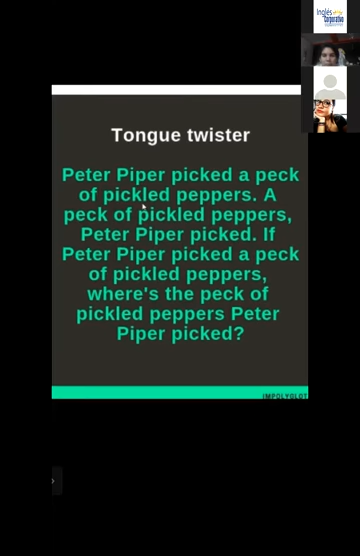 Inglés
Corporativo
Tongue twister
Peter Piper picked a peck
of pickled peppers. A
peck of pickled peppers,
Peter Piper picked. If
Peter Piper picked a peck
of pickled peppers,
where's the peck of
pickled peppers Peter
Piper picked?
IMPOLYGLOT